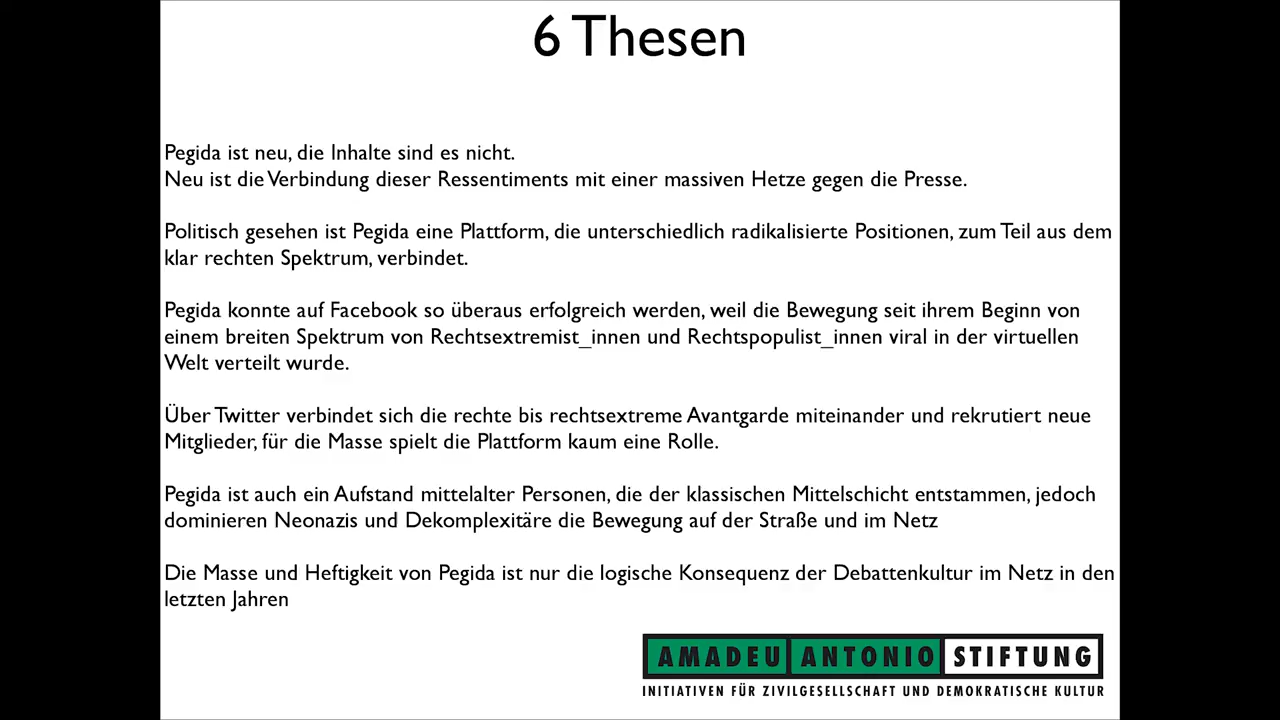 6 Thesen
Pegida ist neu, die Inhalte sind es nicht.
Neu ist die Verbindung dieser Ressentiments mit einer massiven Hetze gegen die Presse.
Politisch gesehen ist Pegida eine Plattform, die unterschiedlich radikalisierte Positionen, zum Teil aus dem
klar rechten Spektrum, verbindet.
Pegida konnte auf Facebook so überaus erfolgreich werden, weil die Bewegung seit ihrem Beginn von
einem breiten Spektrum von Rechtsextremist_innen und Rechtspopulist_innen viral in der virtuellen
Welt verteilt wurde.
Über Twitter verbindet sich die rechte bis rechtsextreme Avantgarde miteinander und rekrutiert neue
Mitglieder, für die Masse spielt die Plattform kaum eine Rolle.
Pegida ist auch ein Aufstand mittelalter Personen, die der klassischen Mittelschicht entstammen, jedoch
dominieren Neonazis und Dekomplexitäre die Bewegung auf der Straße und im Netz
Die Masse und Heftigkeit von Pegida ist nur die logische Konsequenz der Debattenkultur im Netz in den
letzten Jahren
AMADEU ANTONIO STIFTUNG
INITIATIVEN FÜR ZIVILGESELLSCHAFT UND DEMOKRATISCHE KULTUR